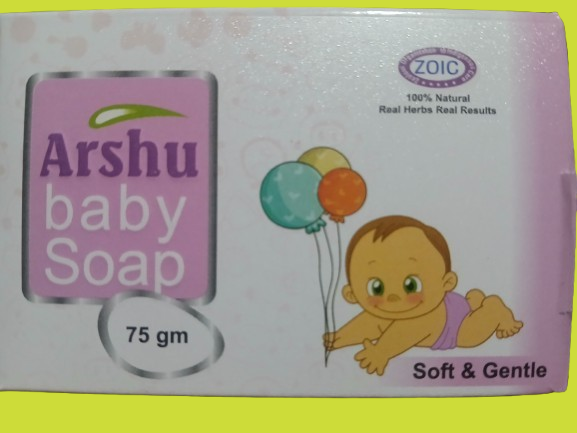 Arshu
baby
Soap
75 gm
ZOIC
100% Natural
Real Herbs Real Results
Soft & Gentle